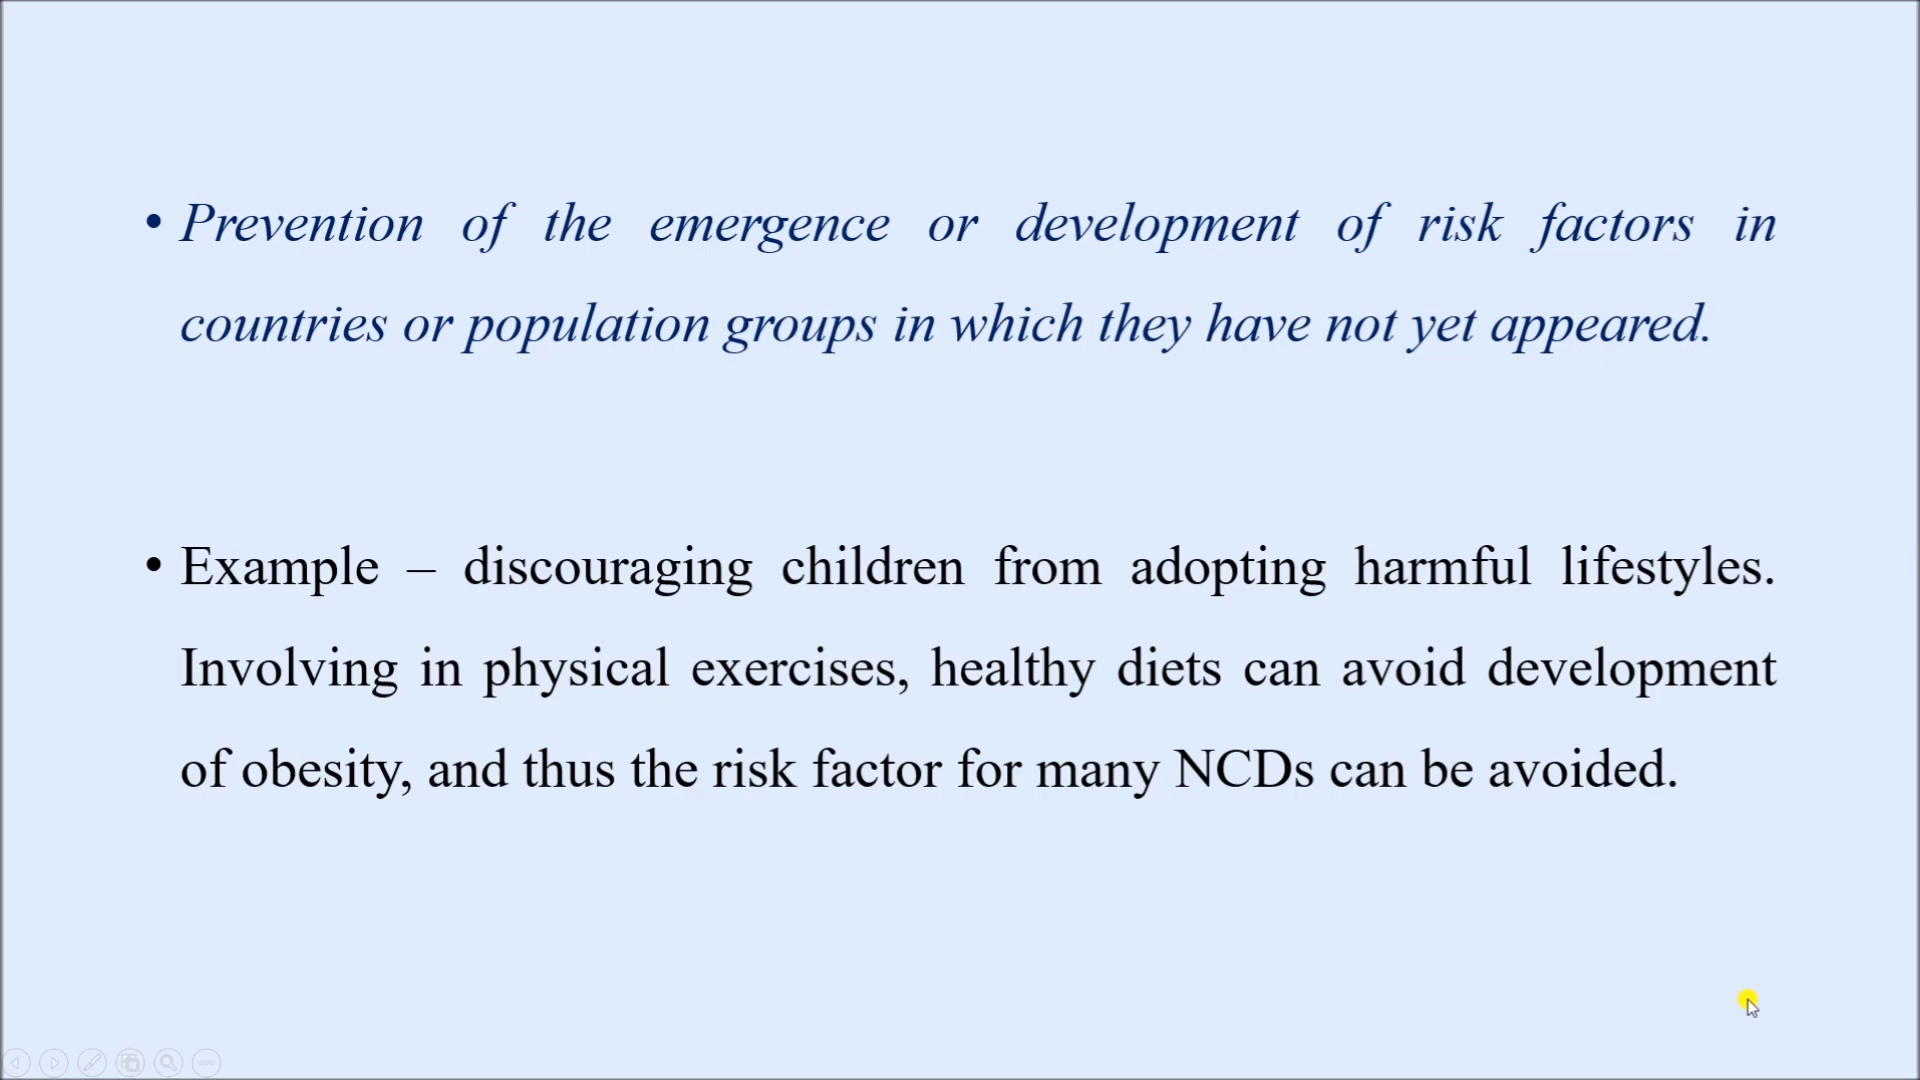 • Prevention of the emergence or development of risk factors in
countries or population groups in which they have not yet appeared.
• Example – discouraging children from adopting harmful lifestyles.
Involving in physical exercises, healthy diets can avoid development
of obesity, and thus the risk factor for many NCDs can be avoided.